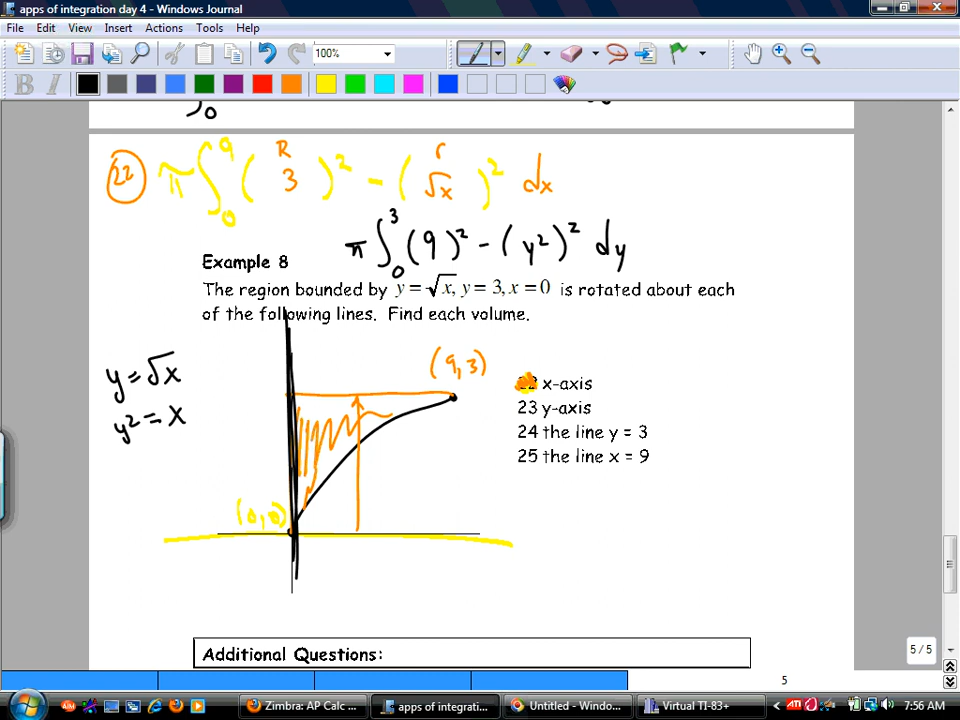 apps of integration day 4 - Windows Journal
File Edit View Insert Actions Tools Help
100%
B I
∫0
22 π ∫₀⁹ ( R 3 )² - ( r √x )² dx
π ∫₀³ (9)² - (y²)² dy
Example 8
The region bounded by y = √x, y = 3, x = 0 is rotated about each
of the following lines. Find each volume.
y = √x
y² = x
(9,3)
x-axis
23 y-axis
24 the line y = 3
25 the line x = 9
(0,0)
Additional Questions:
5 / 5
5
Zimbra: AP Calc ...
apps of integrati...
Untitled - Windo...
Virtual TI-83+
7:56 AM